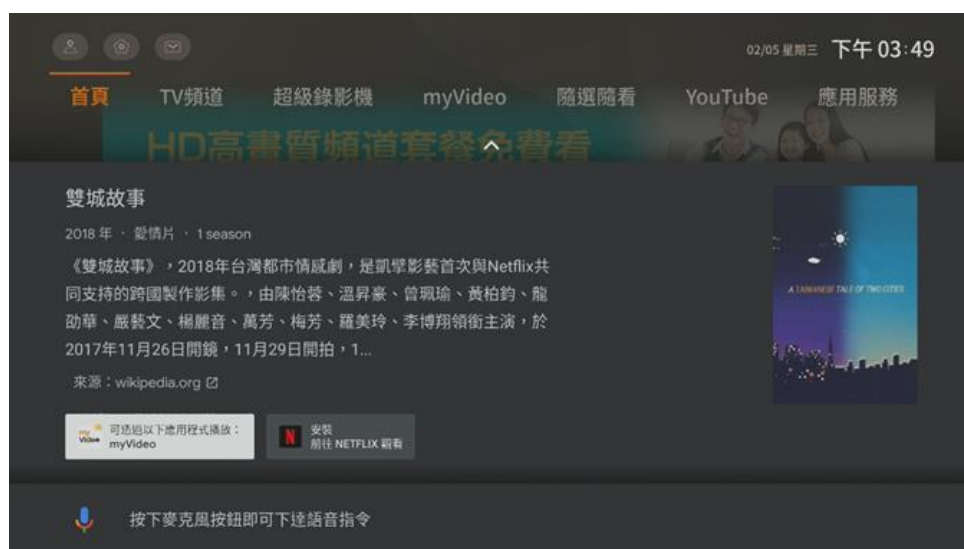 02/05 星期三 下午 03:49
首頁 TV頻道 超級錄影機 myVideo 隨選隨看 YouTube 應用服務
HD高畫質頻道套餐免費看
雙城故事
2018 年 · 愛情片 · 1 season
《雙城故事》，2018年台灣都市情感劇，是凱擘影藝首次與Netflix共
同支持的跨國製作影集。，由陳怡蓉、溫昇豪、曾珮瑜、黃柏鈞、龍
劭華、嚴藝文、楊麗音、萬芳、梅芳、羅美玲、李博翔領銜主演，於
2017年11月26日開鏡，11月29日開拍，1...
來源：wikipedia.org
A TAIWANESE TALE OF TWO CITIES
my Video
可透過以下應用程式播放：
myVideo
N
安裝
前往 NETFLIX 觀看
按下麥克風按鈕即可下達語音指令